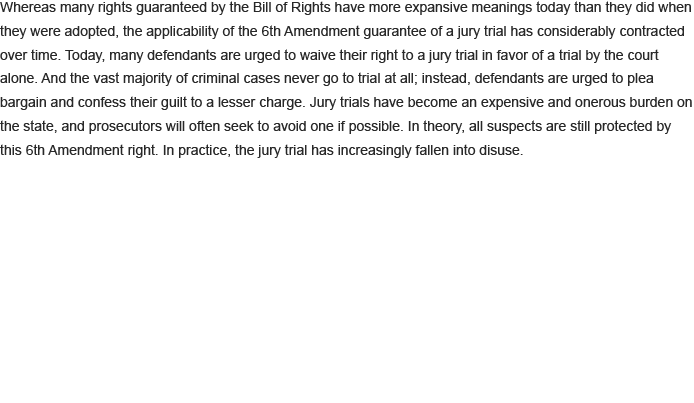 Whereas many rights guaranteed by the Bill of Rights have more expansive meanings today than they did when
they were adopted, the applicability of the 6th Amendment guarantee of a jury trial has considerably contracted
over time. Today, many defendants are urged to waive their right to a jury trial in favor of a trial by the court
alone. And the vast majority of criminal cases never go to trial at all; instead, defendants are urged to plea
bargain and confess their guilt to a lesser charge. Jury trials have become an expensive and onerous burden on
the state, and prosecutors will often seek to avoid one if possible. In theory, all suspects are still protected by
this 6th Amendment right. In practice, the jury trial has increasingly fallen into disuse.